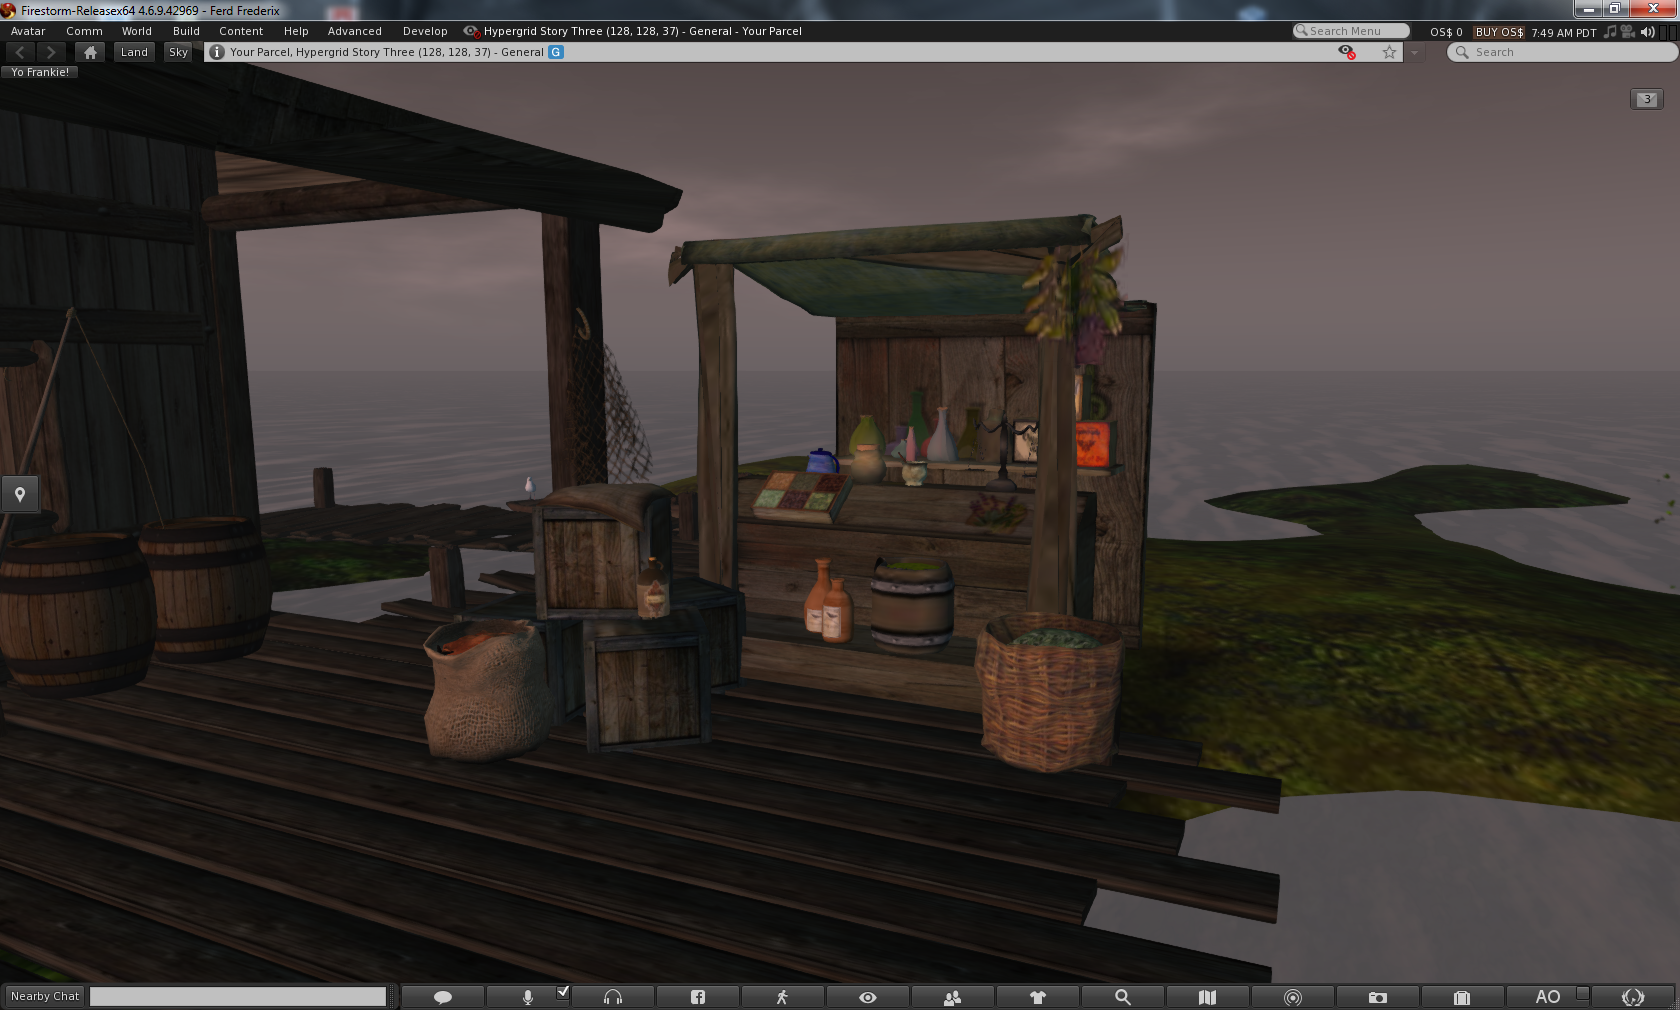 Firestorm-Releasex64 4.6.9.42969 - Ferd Frederix
Avatar Comm World Build Content Help Advanced Develop Hypergrid Story Three (128, 128, 37) - General - Your Parcel Search Menu OS$ 0 BUY OS$ 7:49 AM PDT
Land Sky Your Parcel, Hypergrid Story Three (128, 128, 37) - General G Search
Yo Frankie!
3
Nearby Chat AO